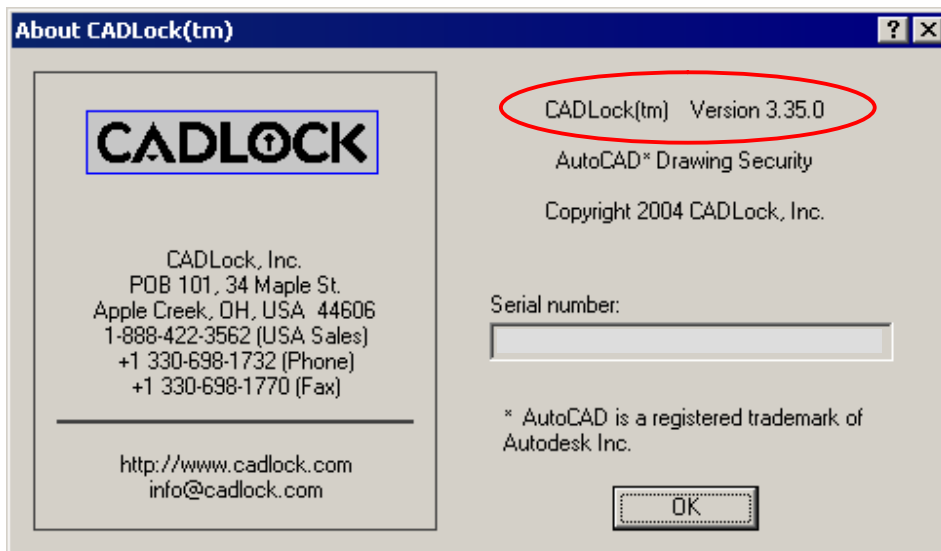 About CADLock(tm)
CADLOCK
CADLock, Inc.
POB 101, 34 Maple St.
Apple Creek, OH, USA 44606
1-888-422-3562 (USA Sales)
+1 330-698-1732 (Phone)
+1 330-698-1770 (Fax)
http://www.cadlock.com
info@cadlock.com
CADLock(tm) Version 3.35.0
AutoCAD* Drawing Security
Copyright 2004 CADLock, Inc.
Serial number:
* AutoCAD is a registered trademark of
Autodesk Inc.
OK